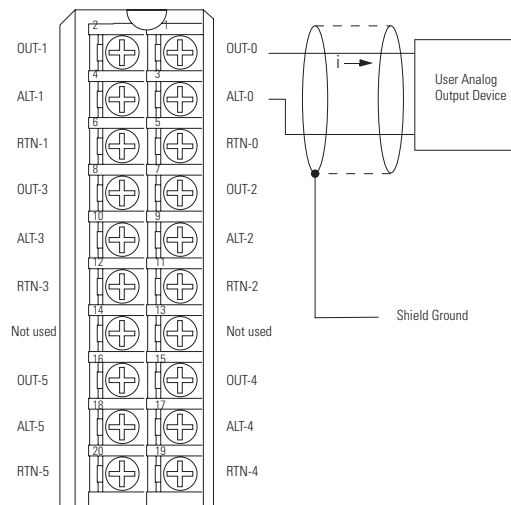 2 1
OUT-1 OUT-0
i
User Analog
Output Device
4 3
ALT-1 ALT-0
6 5
RTN-1 RTN-0
8 7
OUT-3 OUT-2
10 9
ALT-3 ALT-2
12 11
RTN-3 RTN-2
Shield Ground
14 13
Not used Not used
16 15
OUT-5 OUT-4
18 17
ALT-5 ALT-4
20 19
RTN-5 RTN-4